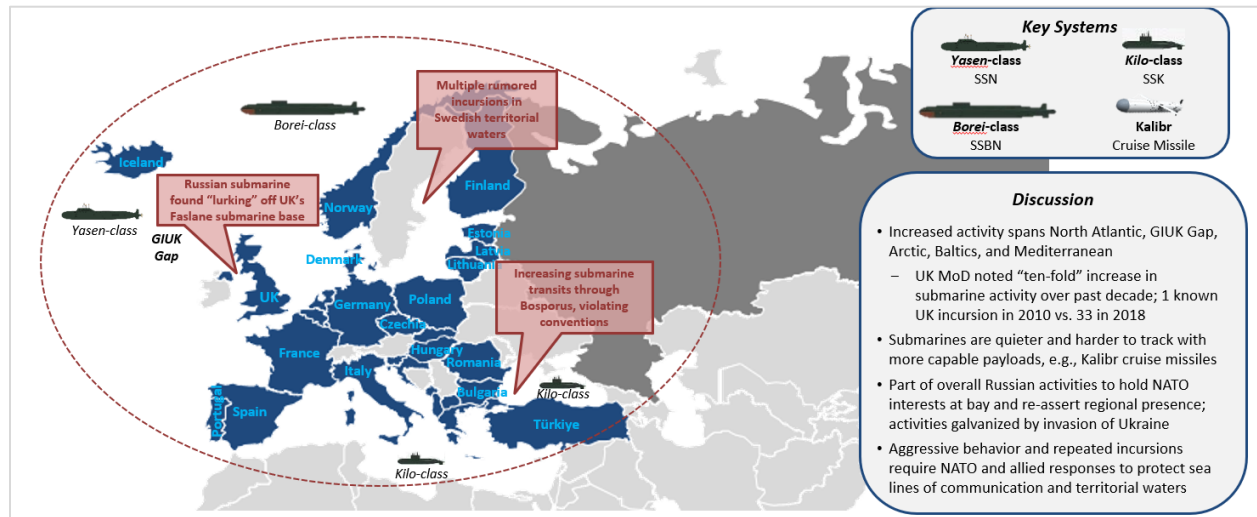 Key Systems
Yasen-class
SSN
Kilo-class
SSK
Borei-class
SSBN
Kalibr
Cruise Missile
Multiple rumored
incursions in
Swedish territorial
waters
Borei-class
Iceland
Russian submarine
found “lurking” off UK’s
Faslane submarine base
Yasen-class
GIUK
Gap
Norway
Finland
Estonia
Latvia
Lithuani
Denmark
UK
Germany
Poland
Czechia
Increasing submarine
transits through
Bosporus, violating
conventions
France
Hungary
Romania
Italy
Bulgaria
Portugal
Spain
Türkiye
Kilo-class
Kilo-class
Discussion
• Increased activity spans North Atlantic, GIUK Gap,
Arctic, Baltics, and Mediterranean
– UK MoD noted “ten-fold” increase in
submarine activity over past decade; 1 known
UK incursion in 2010 vs. 33 in 2018
• Submarines are quieter and harder to track with
more capable payloads, e.g., Kalibr cruise missiles
• Part of overall Russian activities to hold NATO
interests at bay and re-assert regional presence;
activities galvanized by invasion of Ukraine
• Aggressive behavior and repeated incursions
require NATO and allied responses to protect sea
lines of communication and territorial waters